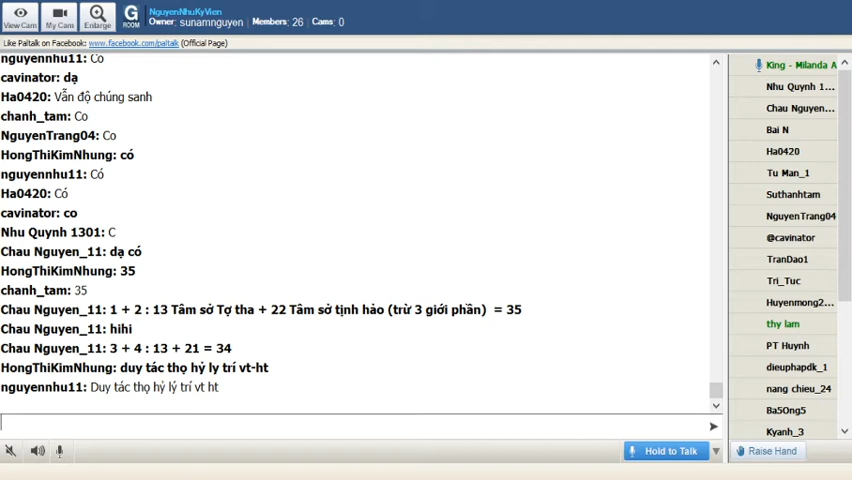 View Cam
My Cam
Enlarge
G
ROOM
NguyenNhuKyVien
Owner: sunamnguyen Members: 26 Cams: 0
Like Paltalk on Facebook: www.facebook.com/paltalk (Official Page)
nguyennhu11: Co
cavinator: dạ
Ha0420: Vẫn độ chúng sanh
chanh_tam: Co
NguyenTrang04: Co
HongThiKimNhung: có
nguyennhu11: Có
Ha0420: Có
cavinator: co
Nhu Quynh 1301: C
Chau Nguyen_11: dạ có
HongThiKimNhung: 35
chanh_tam: 35
Chau Nguyen_11: 1 + 2 : 13 Tâm sở Tợ tha + 22 Tâm sở tịnh hảo (trừ 3 giới phần) = 35
Chau Nguyen_11: hihi
Chau Nguyen_11: 3 + 4 : 13 + 21 = 34
HongThiKimNhung: duy tác thọ hỷ ly trí vt-ht
nguyennhu11: Duy tác thọ hỷ lý trí vt ht
King - Milanda A
Nhu Quynh 1...
Chau Nguyen...
Bai N
Ha0420
Tu Man_1
Suthanhtam
NguyenTrang04
@cavinator
TranDao1
Tri_Tuc
Huyenmong2...
thy lam
PT Huynh
dieuphapdk_1
nang chieu_24
Ba5Ong5
Kyanh_3
Hold to Talk
Raise Hand